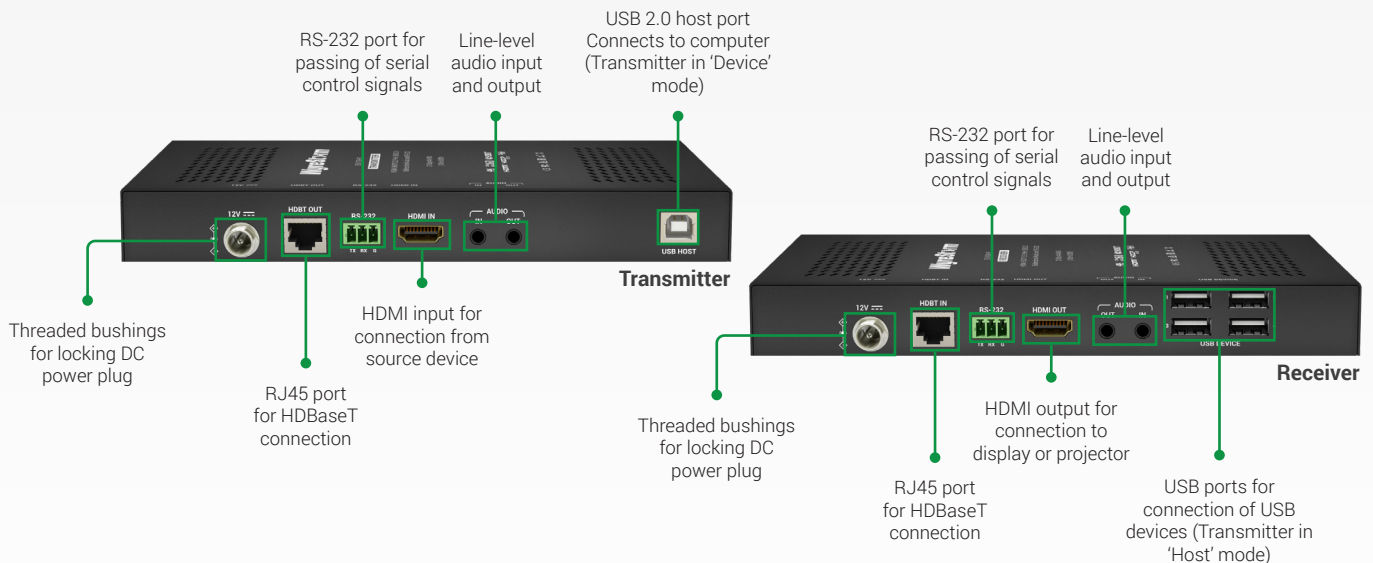 USB 2.0 host port
Connects to computer
(Transmitter in ‘Device’
mode)
RS-232 port for
passing of serial
control signals
Line-level
audio input
and output
12V
HDBT OUT
RS-232
TX RX G
HDMI IN
AUDIO
IN OUT
USB HOST
Transmitter
Threaded bushings
for locking DC
power plug
RJ45 port
for HDBaseT
connection
HDMI input for
connection from
source device
RS-232 port for
passing of serial
control signals
Line-level
audio input
and output
12V
HDBT IN
RS-232
TX RX G
HDMI OUT
AUDIO
OUT IN
USB DEVICE
Receiver
Threaded bushings
for locking DC
power plug
RJ45 port
for HDBaseT
connection
HDMI output for
connection to
display or projector
USB ports for
connection of USB
devices (Transmitter in
‘Host’ mode)